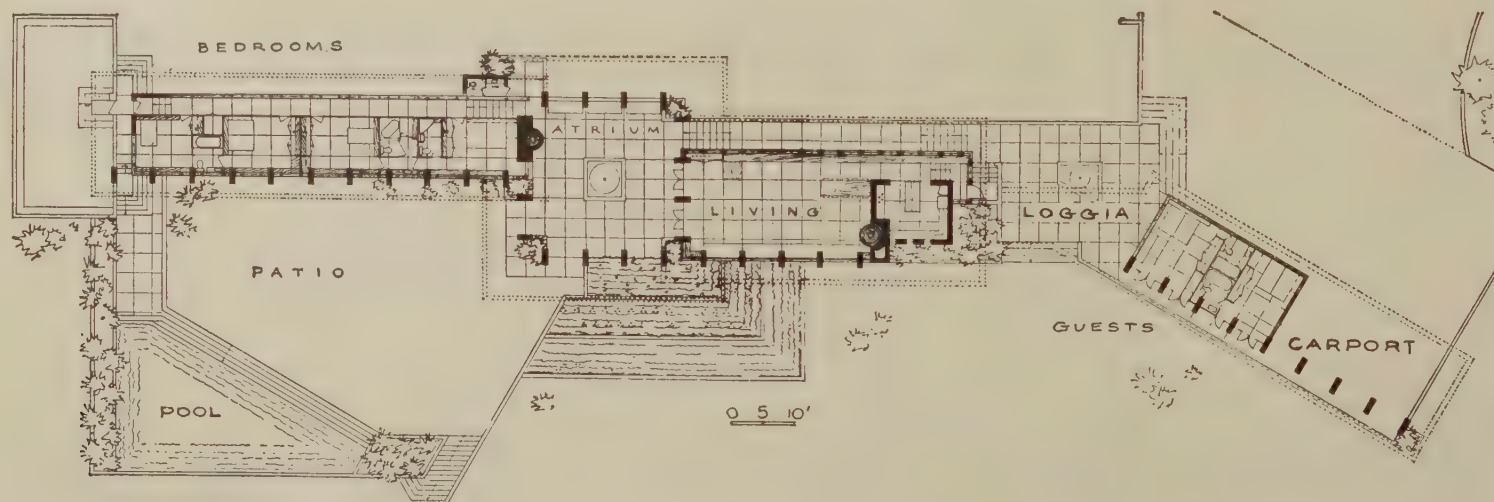 BEDROOMS
ATRIUM
LIVING
LOGGIA
PATIO
GUESTS
CARPORT
POOL
0 5 10'